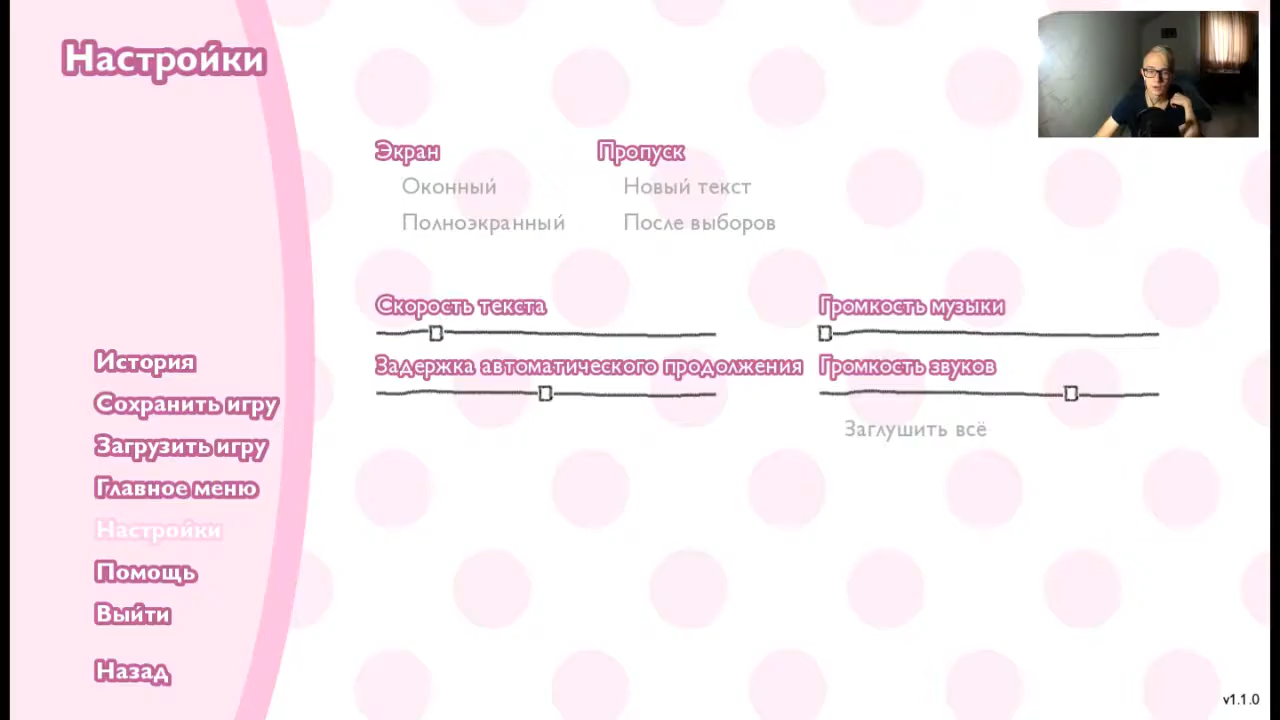 Настройки
Экран
Оконный
Полноэкранный
Пропуск
Новый текст
После выборов
Скорость текста
Задержка автоматического продолжения
Громкость музыки
Громкость звуков
Заглушить всё
История
Сохранить игру
Загрузить игру
Главное меню
Настройки
Помощь
Выйти
Назад
v1.1.0